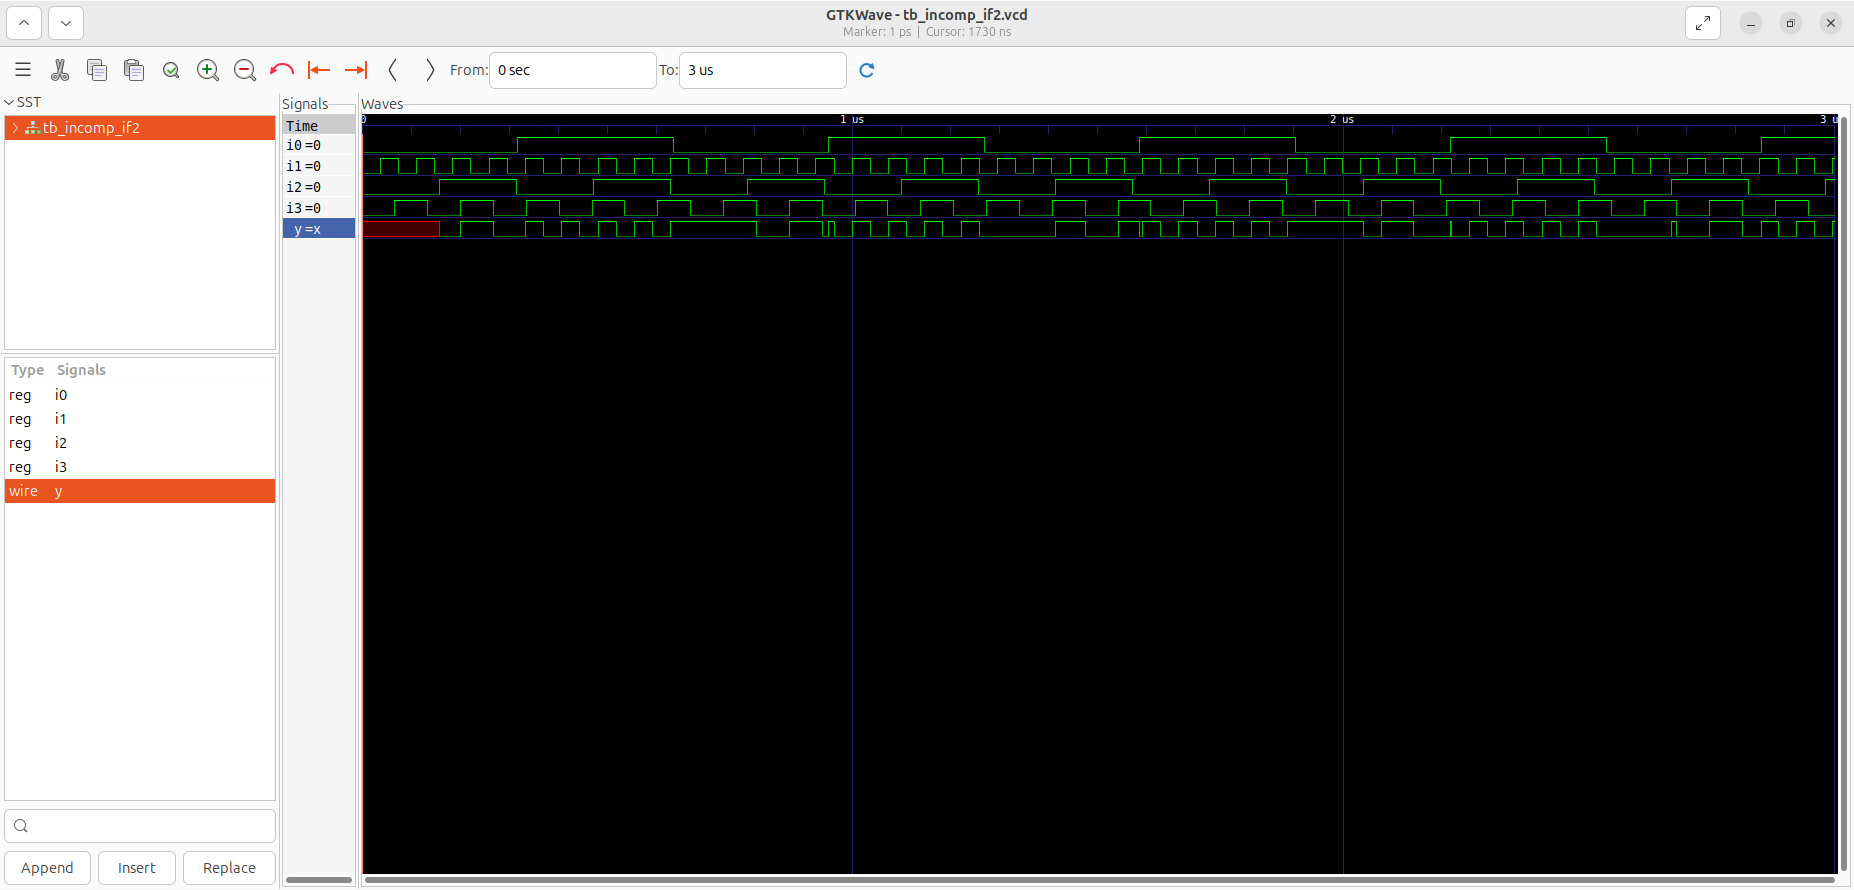 GTKWave - tb_incomp_if2.vcd
Marker: 1 ps | Cursor: 1730 ns
From: 0 sec To: 3 us
SST
tb_incomp_if2
Type Signals
reg i0
reg i1
reg i2
reg i3
wire y
Append Insert Replace
Signals
Time
i0 =0
i1 =0
i2 =0
i3 =0
y =x
Waves
0 1 us 2 us 3 u